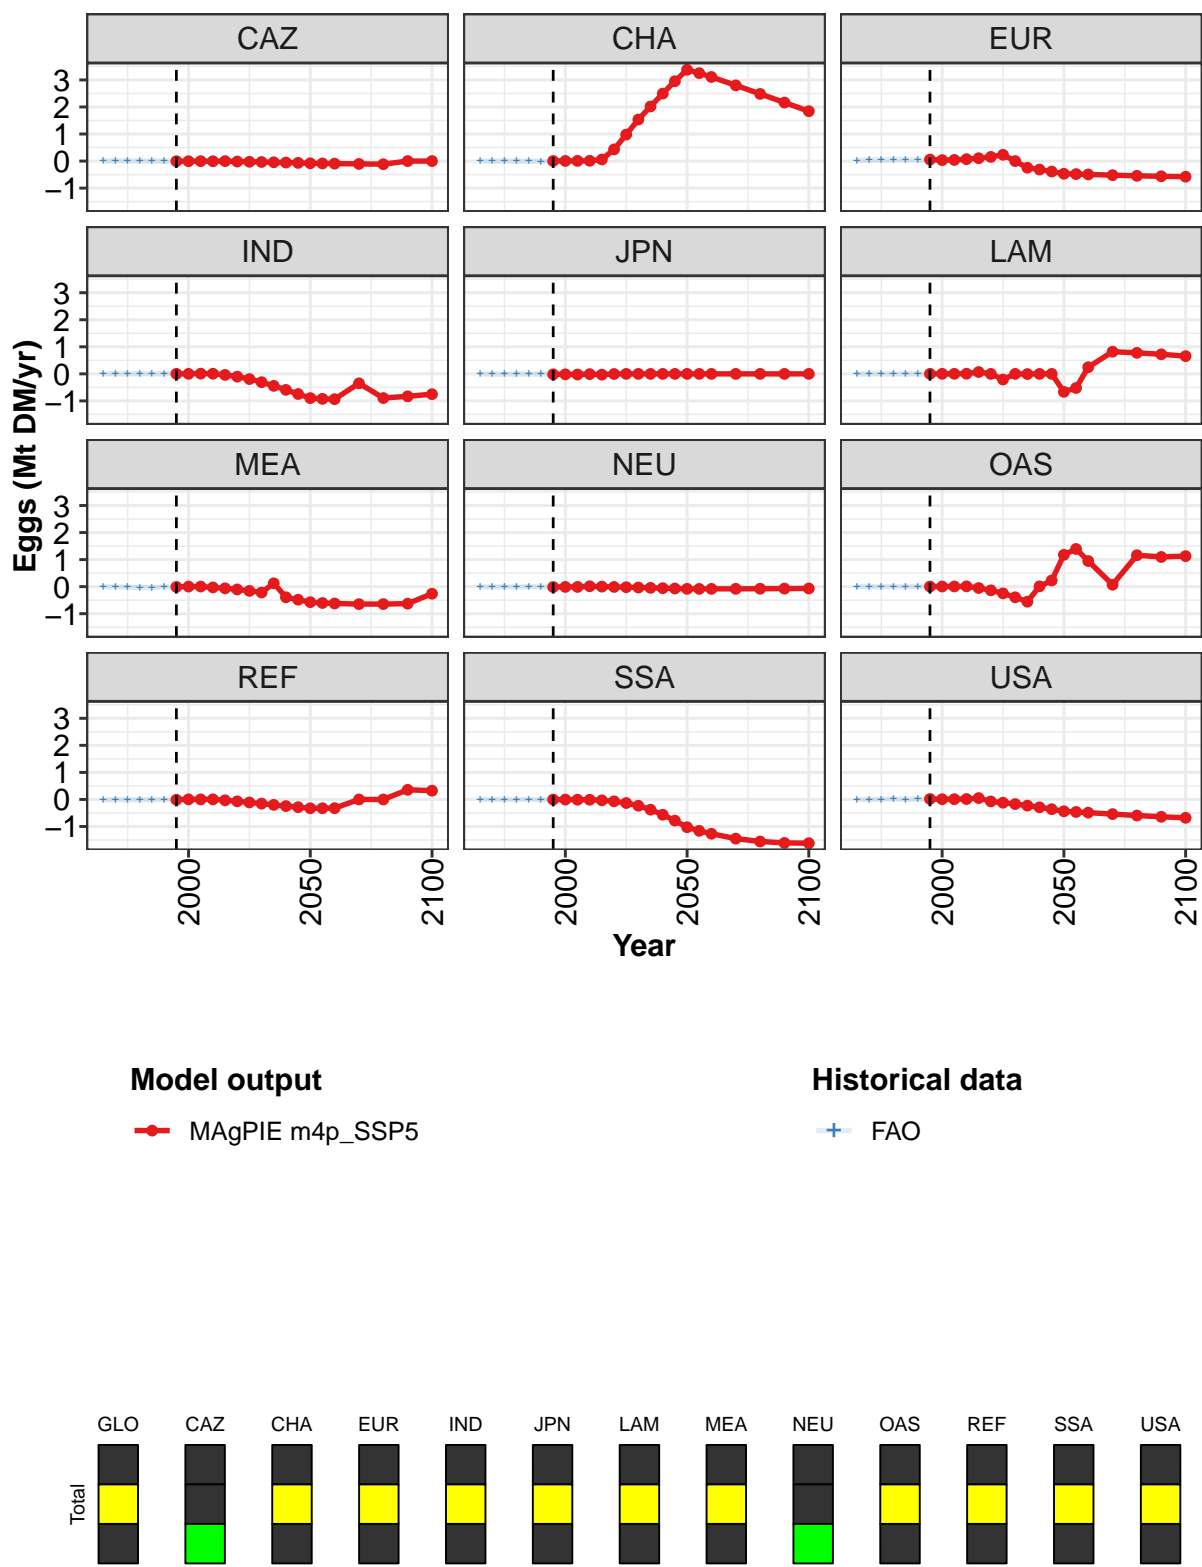 CAZ CHA EUR
3
2
1
0
−1
IND JPN LAM
3
2
1
0
−1
MEA NEU OAS
3
2
1
0
−1
REF SSA USA
3
2
1
0
−1
Eggs (Mt DM/yr)
2000 2050 2100 2000 2050 2100 2000 2050 2100
Year
Model output
MAgPIE m4p_SSP5
Historical data
FAO
GLO CAZ CHA EUR IND JPN LAM MEA NEU OAS REF SSA USA
Total